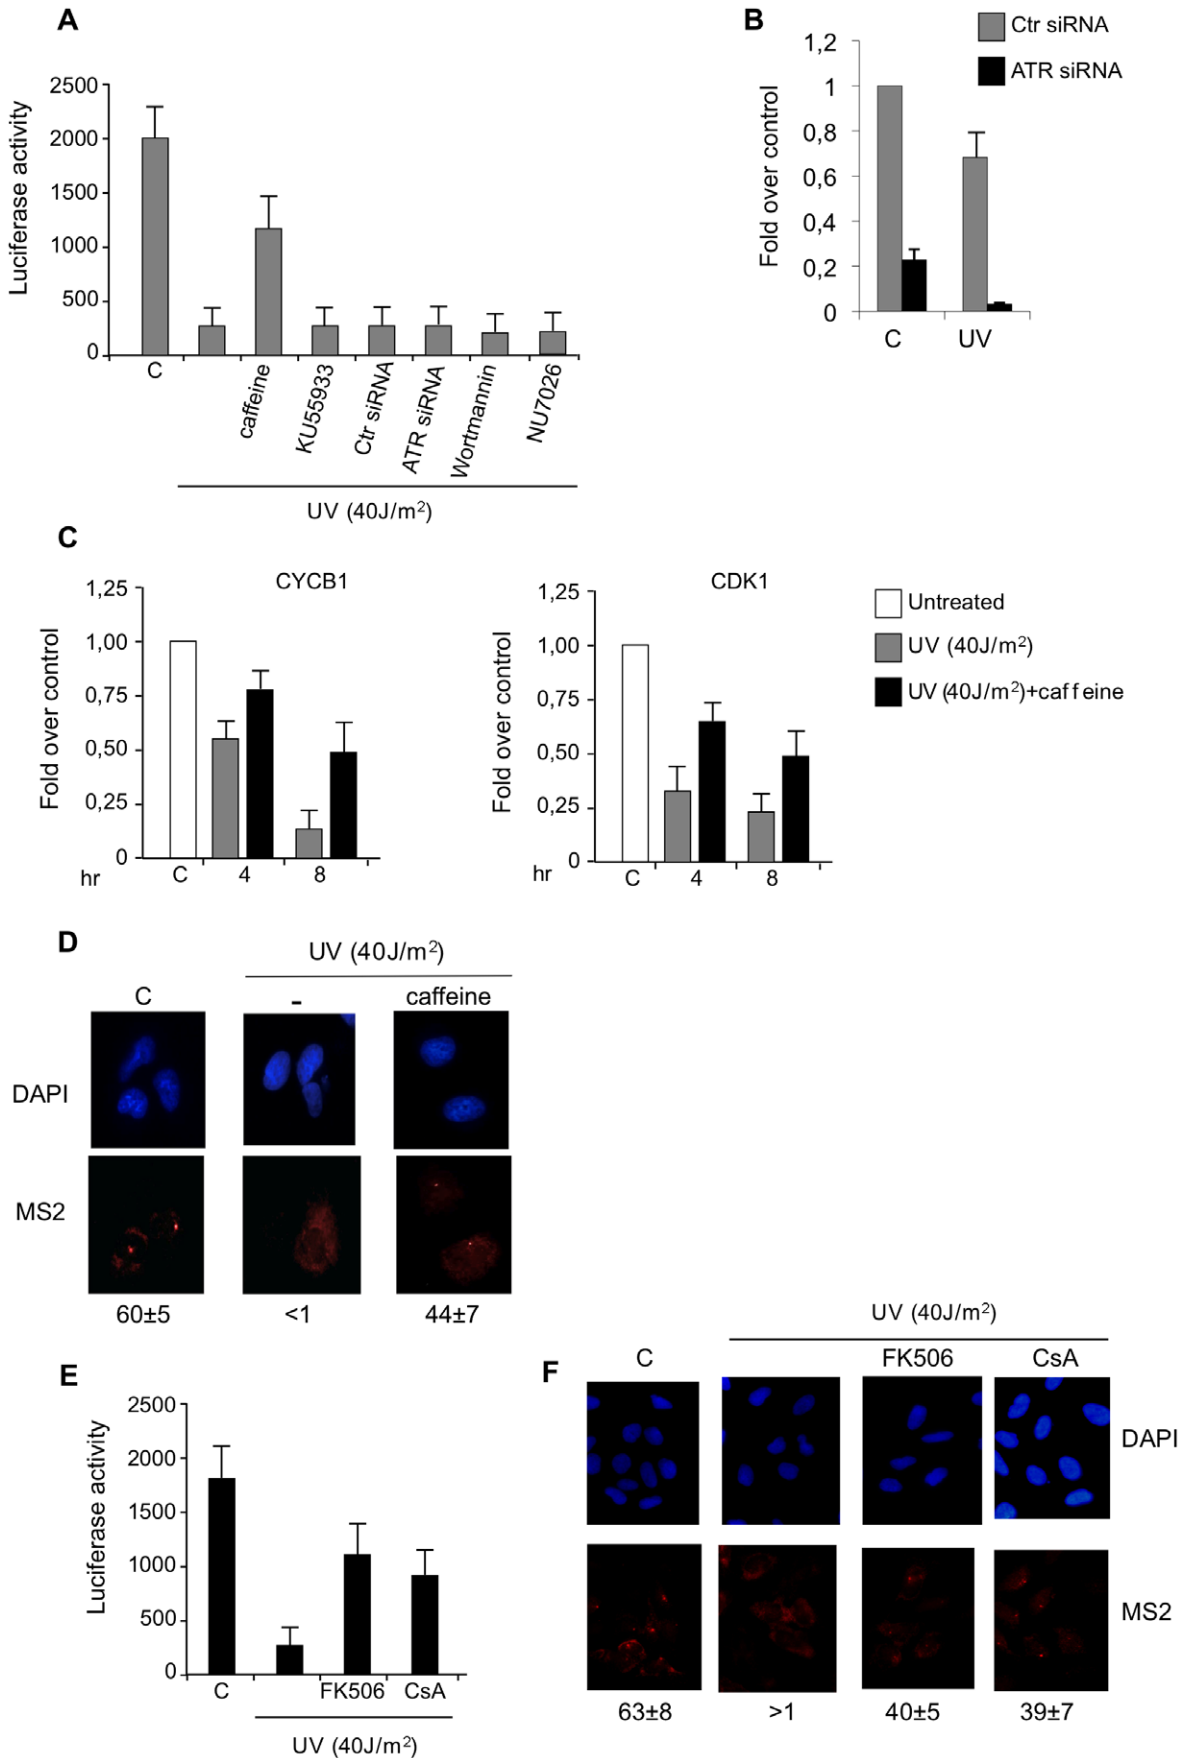 A
Luciferase activity
2500
2000
1500
1000
500
0
C
caffeine
KU55933
Ctr siRNA
ATR siRNA
Wortmannin
NU7026
UV (40J/m²)
B
Ctr siRNA
ATR siRNA
Fold over control
1,2
1
0,8
0,6
0,4
0,2
0
C UV
C
CYCB1
Fold over control
1,25
1,00
0,75
0,50
0,25
0
hr C 4 8
CDK1
Fold over control
1,25
1,00
0,75
0,50
0,25
0
hr C 4 8
Untreated
UV (40J/m²)
UV (40J/m²)+caffeine
D
UV (40J/m²)
C - caffeine
DAPI
MS2
60±5 <1 44±7
E
Luciferase activity
2500
2000
1500
1000
500
0
C FK506 CsA
UV (40J/m²)
F
UV (40J/m²)
C FK506 CsA
DAPI
MS2
63±8 >1 40±5 39±7